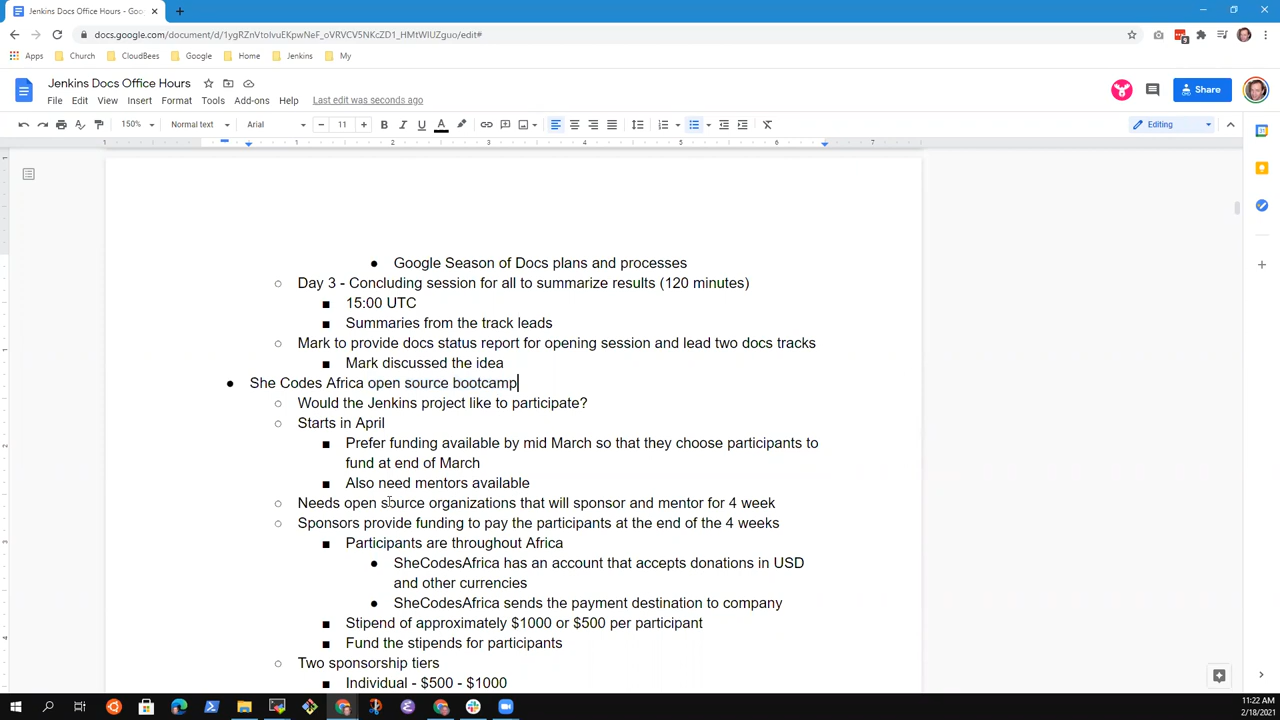 Jenkins Docs Office Hours - Goo
docs.google.com/document/d/1ygRZnVtoIvuEKpwNeF_oVRVCV5NKcZD1_HMtWIUZguo/edit#
Apps Church CloudBees Google Home Jenkins My
Jenkins Docs Office Hours
File Edit View Insert Format Tools Add-ons Help Last edit was seconds ago
Share
150% Normal text Arial 11 Editing
1 1 2 3 4 5 6 7
● Google Season of Docs plans and processes
○ Day 3 - Concluding session for all to summarize results (120 minutes)
■ 15:00 UTC
■ Summaries from the track leads
○ Mark to provide docs status report for opening session and lead two docs tracks
■ Mark discussed the idea
● She Codes Africa open source bootcamp
○ Would the Jenkins project like to participate?
○ Starts in April
■ Prefer funding available by mid March so that they choose participants to
fund at end of March
■ Also need mentors available
○ Needs open source organizations that will sponsor and mentor for 4 week
○ Sponsors provide funding to pay the participants at the end of the 4 weeks
■ Participants are throughout Africa
● SheCodesAfrica has an account that accepts donations in USD
and other currencies
● SheCodesAfrica sends the payment destination to company
■ Stipend of approximately $1000 or $500 per participant
■ Fund the stipends for participants
○ Two sponsorship tiers
■ Individual - $500 - $1000
11:22 AM
2/18/2021